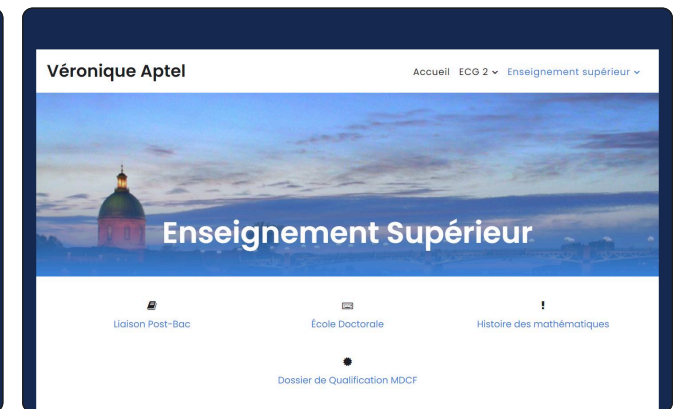 Véronique Aptel
Accueil ECG 2 Enseignement supérieur
Enseignement Supérieur
Liaison Post-Bac
École Doctorale
Histoire des mathématiques
Dossier de Qualification MDCF